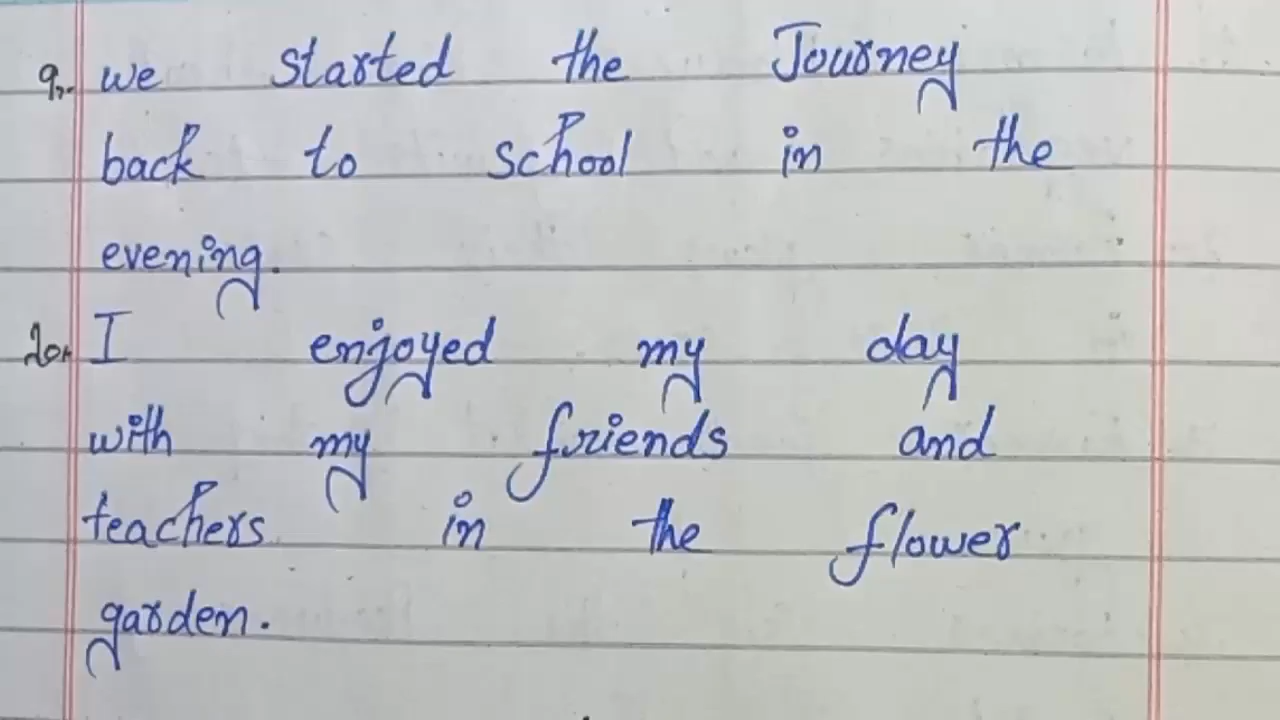 9. we started the Journey
back to school in the
evening.
10. I enjoyed my day
with my friends and
teachers in the flower
garden.